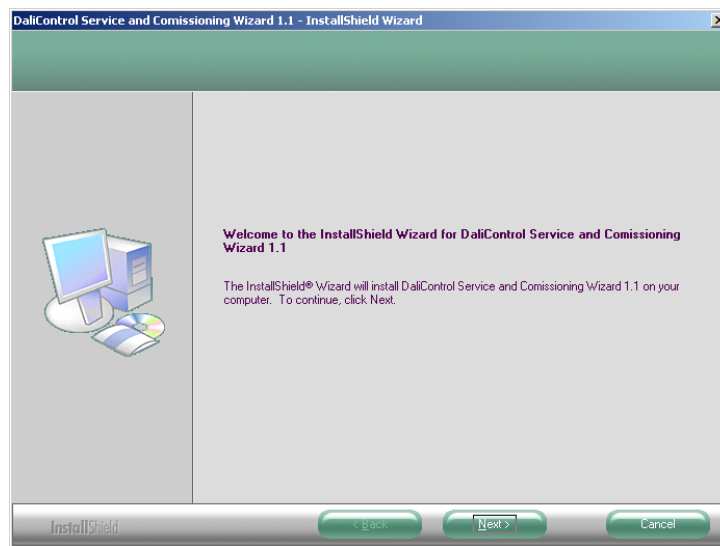 DaliControl Service and Comissioning Wizard 1.1 - InstallShield Wizard
Welcome to the InstallShield Wizard for DaliControl Service and Comissioning
Wizard 1.1
The InstallShield® Wizard will install DaliControl Service and Comissioning Wizard 1.1 on your
computer. To continue, click Next.
InstallShield
< Back
Next >
Cancel